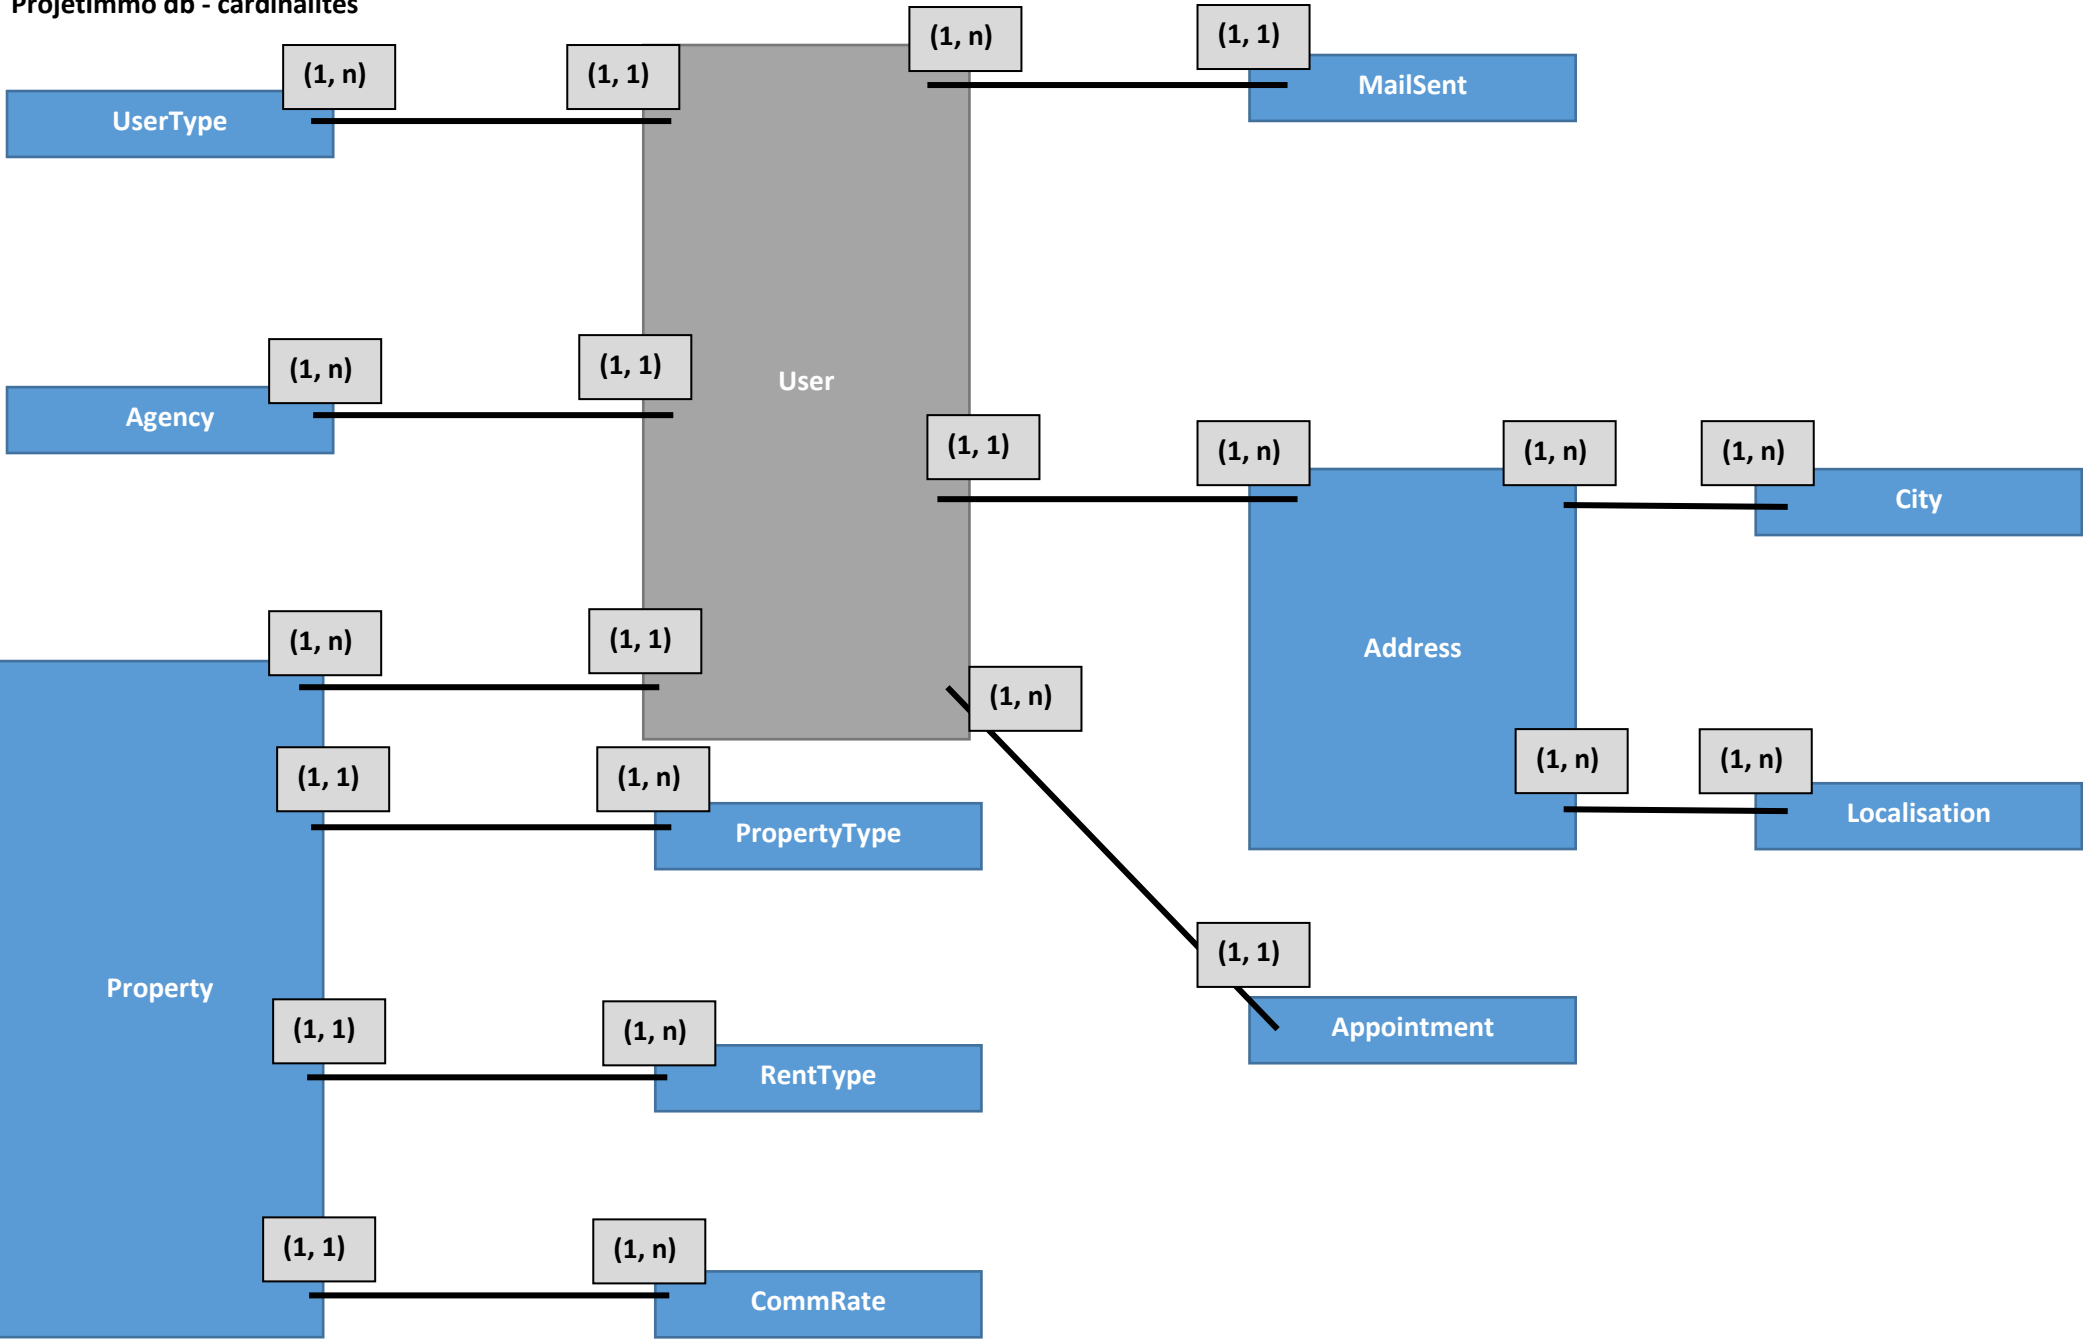 ProjetImmo db - cardinalités
(1, n)
(1, 1)
(1, n)
(1, 1)
UserType
MailSent
(1, n)
(1, 1)
Agency
User
(1, 1)
(1, n)
(1, n)
(1, n)
City
(1, n)
(1, 1)
Address
(1, n)
(1, 1)
(1, n)
PropertyType
(1, n)
(1, n)
Localisation
Property
(1, 1)
Appointment
(1, 1)
(1, n)
RentType
(1, 1)
(1, n)
CommRate